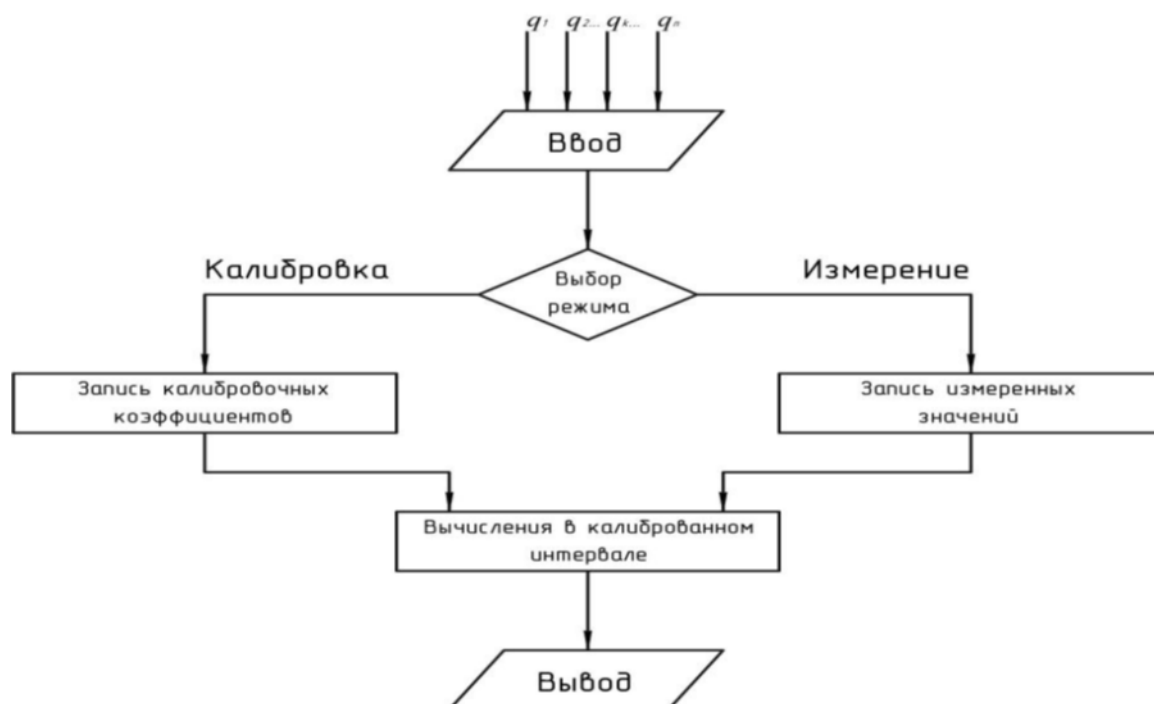 q₁ q₂... qₖ... qₙ
Ввод
Калибровка
Выбор
режима
Измерение
Запись калибровочных
коэффициентов
Запись измеренных
значений
Вычисления в калиброванном
интервале
Вывод